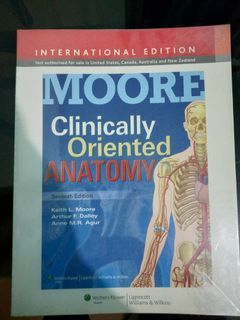 INTERNATIONAL EDITION
Not authorised for sale in United States, Canada, Australia and New Zealand
MOORE
Clinically
Oriented
ANATOMY
Seventh Edition
Keith L. Moore
Arthur F. Dalley
Anne M.R. Agur
Wolters Kluwer
Lippincott
Williams & Wilkins